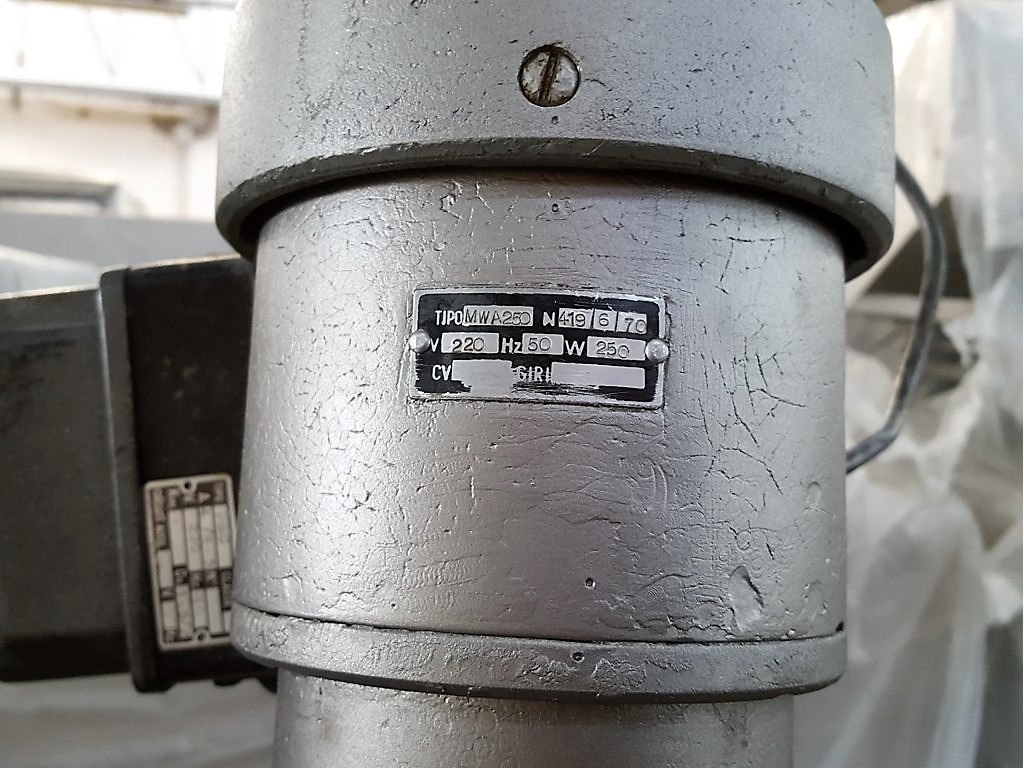 TIPO MWA250 N 419 6 70
V 220 Hz 50 W 250
CV GIRI